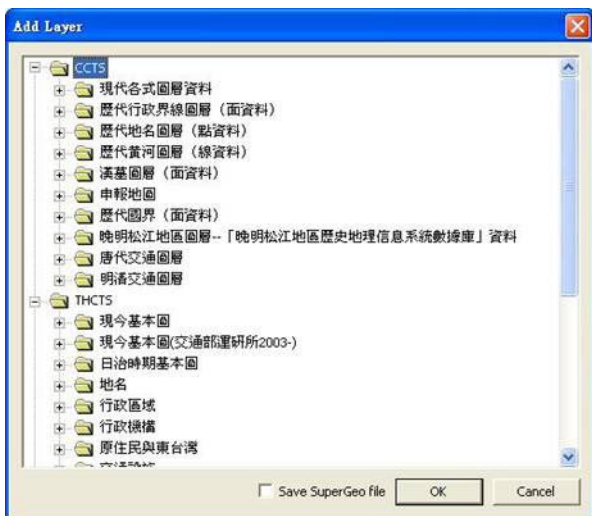 Add Layer
CCTS
現代各式圖層資料
歷代行政界線圖層（面資料）
歷代地名圖層（點資料）
歷代黃河圖層（線資料）
漢墓圖層（面資料）
申報地圖
歷代國界（面資料）
晚明松江地區圖層--「晚明松江地區歷史地理信息系統數據庫」資料
唐代交通圖層
明清交通圖層
THCTS
現今基本圖
現今基本圖(交通部運研所2003-)
日治時期基本圖
地名
行政區域
行政機構
原住民與東台灣
Save SuperGeo file OK Cancel